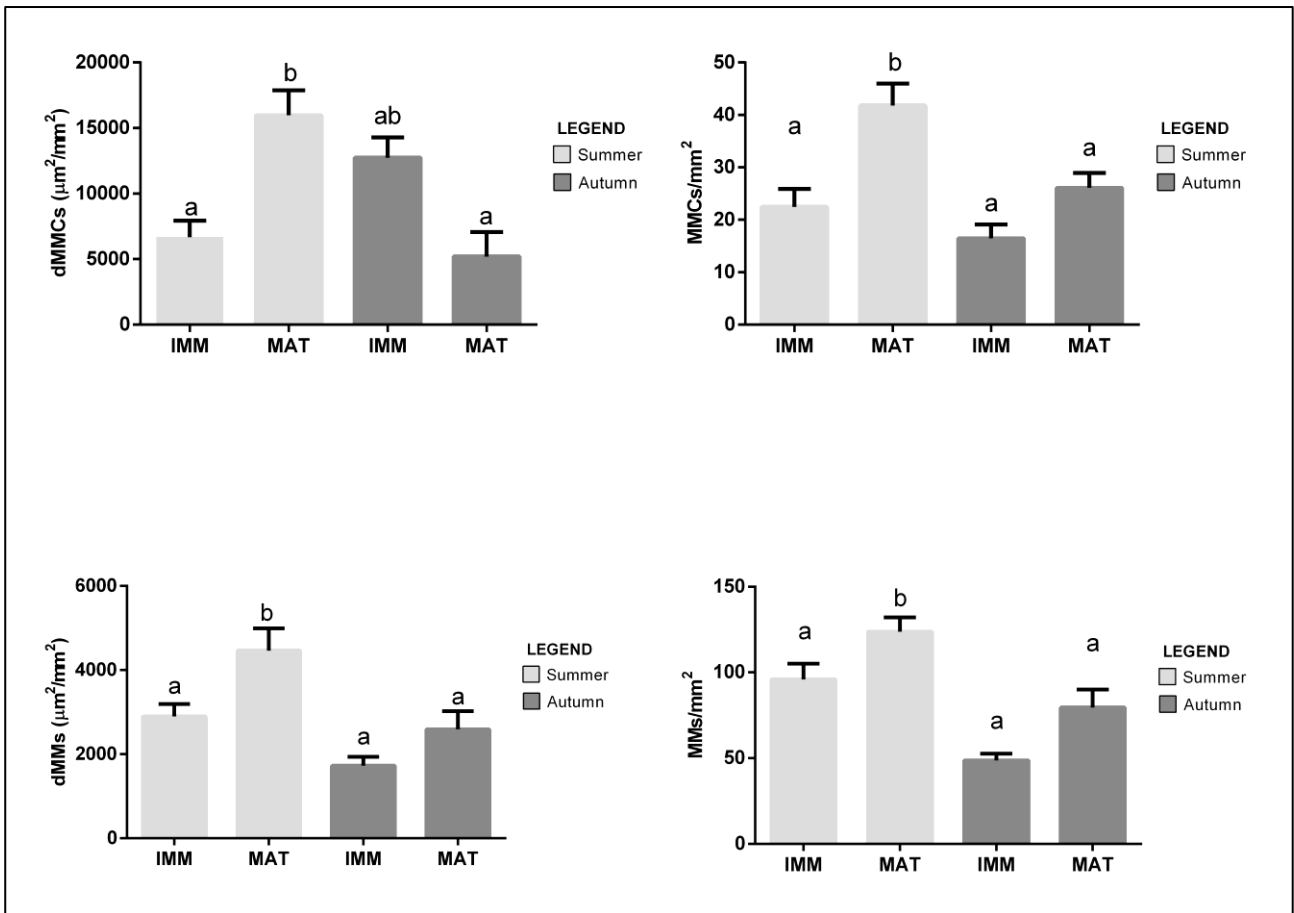 20000
15000
10000
5000
0
dMMCs (μm²/mm²)
a
b
ab
a
IMM MAT IMM MAT
LEGEND
Summer
Autumn
50
40
30
20
10
0
MMCs/mm²
a
b
a
a
IMM MAT IMM MAT
LEGEND
Summer
Autumn
6000
4000
2000
0
dMMs (μm²/mm²)
a
b
a
a
IMM MAT IMM MAT
LEGEND
Summer
Autumn
150
100
50
0
MMs/mm²
a
b
a
a
IMM MAT IMM MAT
LEGEND
Summer
Autumn